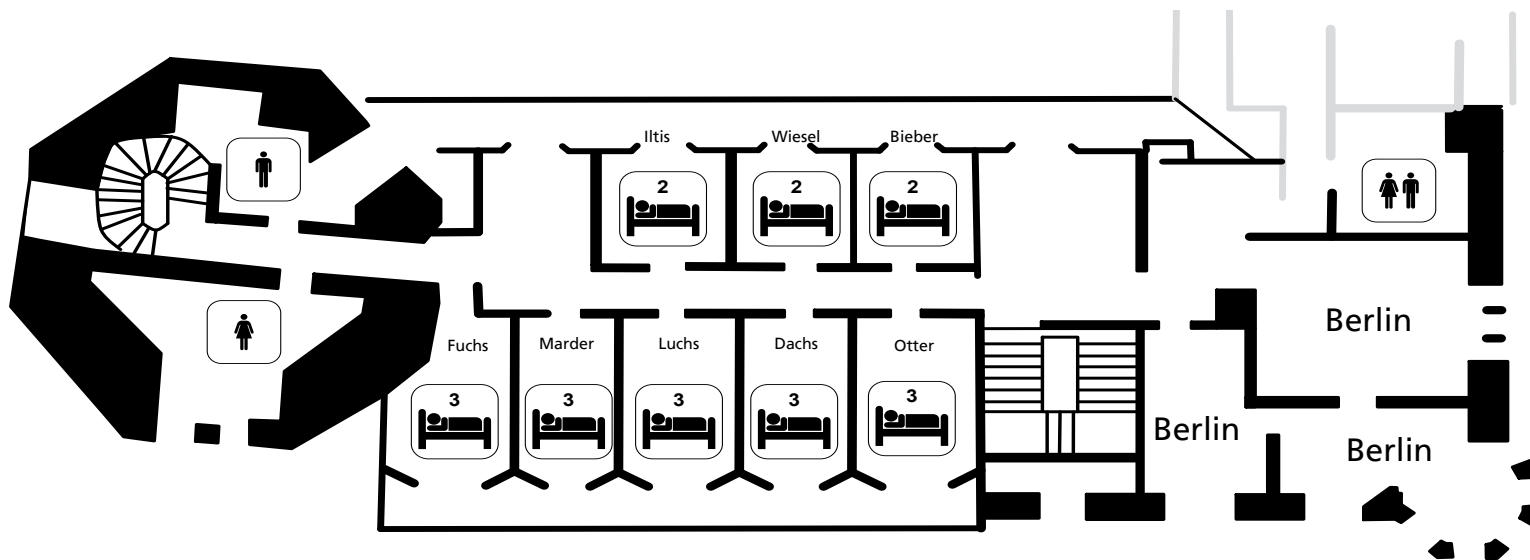 Iltis
Wiesel
Bieber
2
2
2
Berlin
Fuchs
Marder
Luchs
Dachs
Otter
3
3
3
3
3
Berlin
Berlin